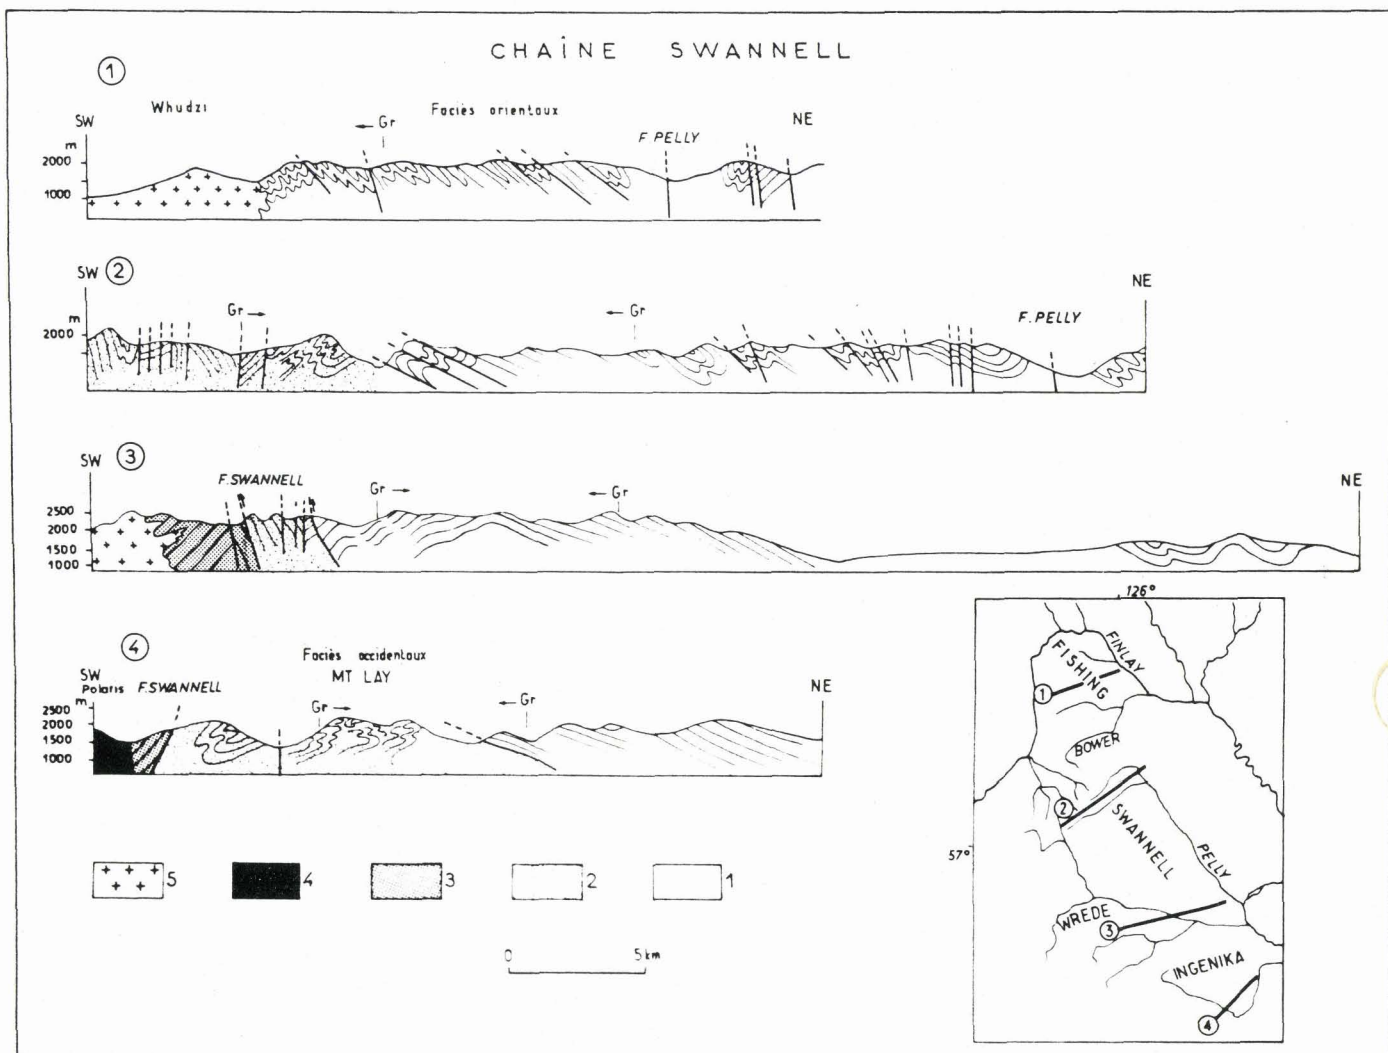 CHAÎNE SWANNELL
①
Whudzi
Faciès orientaux
SW
← Gr
F. PELLY
NE
m
2000
1000
SW ②
NE
Gr →
← Gr
F. PELLY
m
2000
SW ③
F. SWANNELL
Gr →
← Gr
NE
2500
2000
1500
1000
④
Faciès occidentaux
SW
MT LAY
Polaris F. SWANNELL
NE
m
Gr →
← Gr
2500
2000
1500
1000
5
4
3
2
1
0
5 km
126°
FISHING
FINLAY
①
BOWER
②
SWANNELL
PELLY
57°
WREDE
③
INGENIKA
④